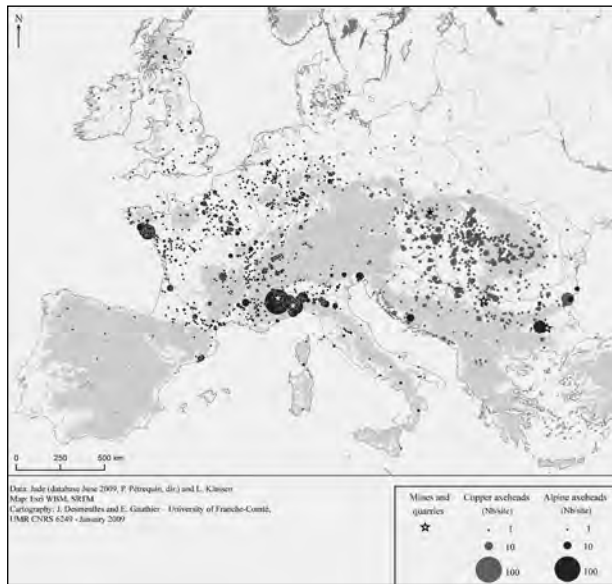 N
0 250 500 km
Data: Jade (database June 2009, P. Pétrequin, dir.) and L. Klassen
Map: Esri WBM, SRTM
Cartography: J. Desmeulles and E. Gauthier - University of Franche-Comté,
UMR CNRS 6249 - January 2009
Mines and quarries
Copper axeheads (Nb/site)
1
10
100
Alpine axeheads (Nb/site)
1
10
100